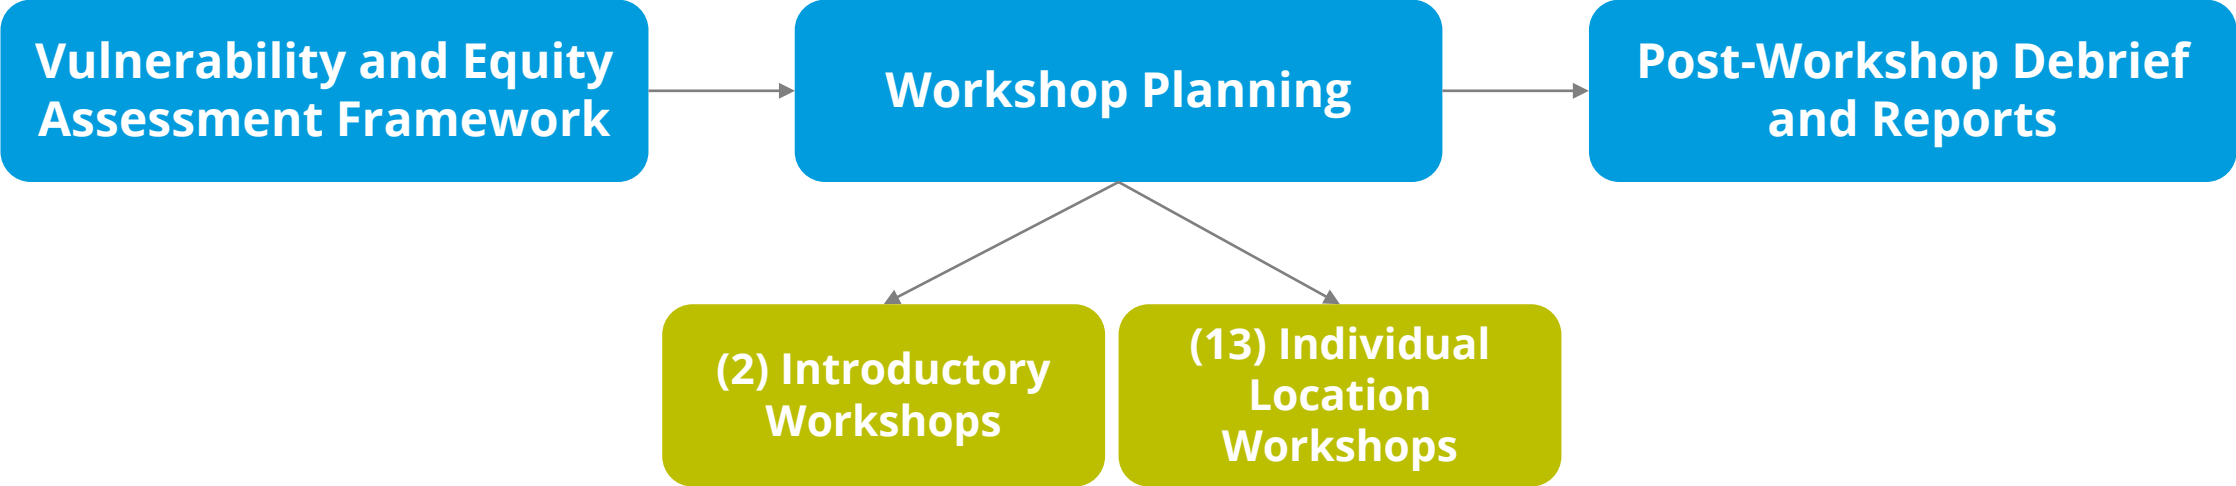 Vulnerability and Equity
Assessment Framework
Workshop Planning
Post-Workshop Debrief
and Reports
(2) Introductory
Workshops
(13) Individual
Location
Workshops